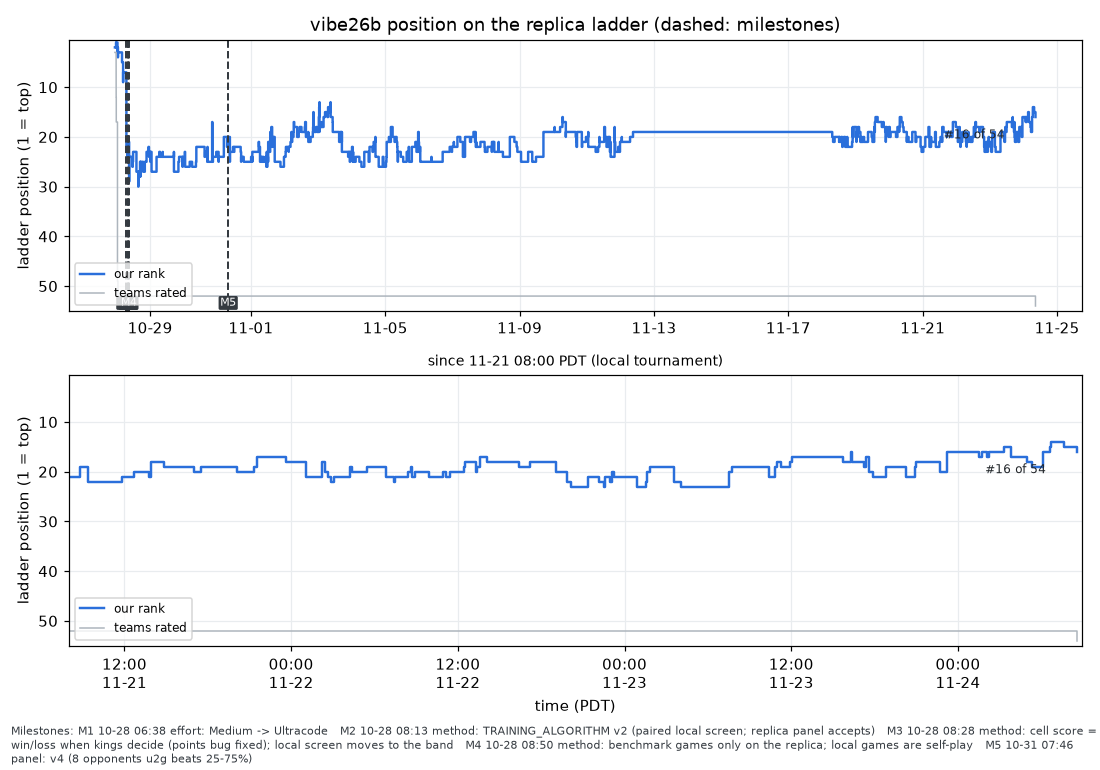 vibe26b position on the replica ladder (dashed: milestones)
ladder position (1 = top)
10
20
30
40
50
#16 of 54
our rank
teams rated
M5
10-29
11-01
11-05
11-09
11-13
11-17
11-21
11-25
since 11-21 08:00 PDT (local tournament)
ladder position (1 = top)
10
20
30
40
50
#16 of 54
our rank
teams rated
12:00
11-21
00:00
11-22
12:00
11-22
00:00
11-23
12:00
11-23
00:00
11-24
time (PDT)
Milestones: M1 10-28 06:38 effort: Medium -> Ultracode M2 10-28 08:13 method: TRAINING_ALGORITHM v2 (paired local screen; replica panel accepts) M3 10-28 08:28 method: cell score =
win/loss when kings decide (points bug fixed); local screen moves to the band M4 10-28 08:50 method: benchmark games only on the replica; local games are self-play M5 10-31 07:46
panel: v4 (8 opponents u2g beats 25-75%)